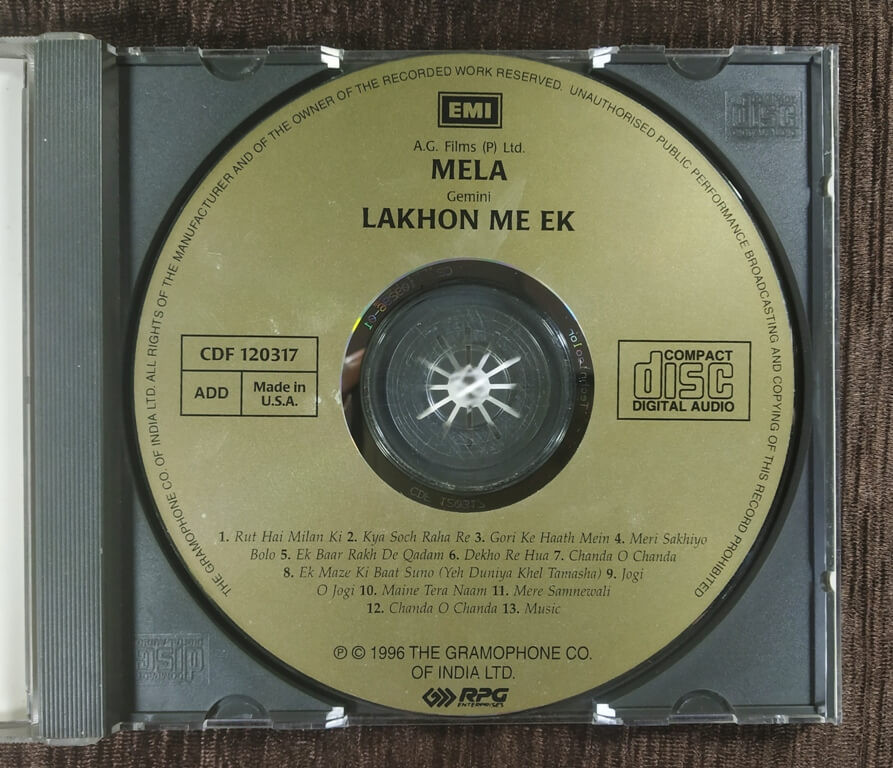 THE GRAMOPHONE CO. OF INDIA LTD. ALL RIGHTS OF THE MANUFACTURER AND OF THE OWNER OF THE RECORDED WORK RESERVED. UNAUTHORISED PUBLIC PERFORMANCE BROADCASTING AND COPYING OF THIS RECORD PROHIBITED
EMI
A.G. Films (P) Ltd.
MELA
Gemini
LAKHON ME EK
CDF 120317
ADD
Made in
U.S.A.
COMPACT
disc
DIGITAL AUDIO
1. Rut Hai Milan Ki 2. Kya Soch Raha Re 3. Gori Ke Haath Mein 4. Meri Sakhiyo
Bolo 5. Ek Baar Rakh De Qadam 6. Dekho Re Hua 7. Chanda O Chanda
8. Ek Maze Ki Baat Suno (Yeh Duniya Khel Tamasha) 9. Jogi
O Jogi 10. Maine Tera Naam 11. Mere Samnewali
12. Chanda O Chanda 13. Music
℗ © 1996 THE GRAMOPHONE CO.
OF INDIA LTD.
RPG
ENTERPRISES
disc
disc